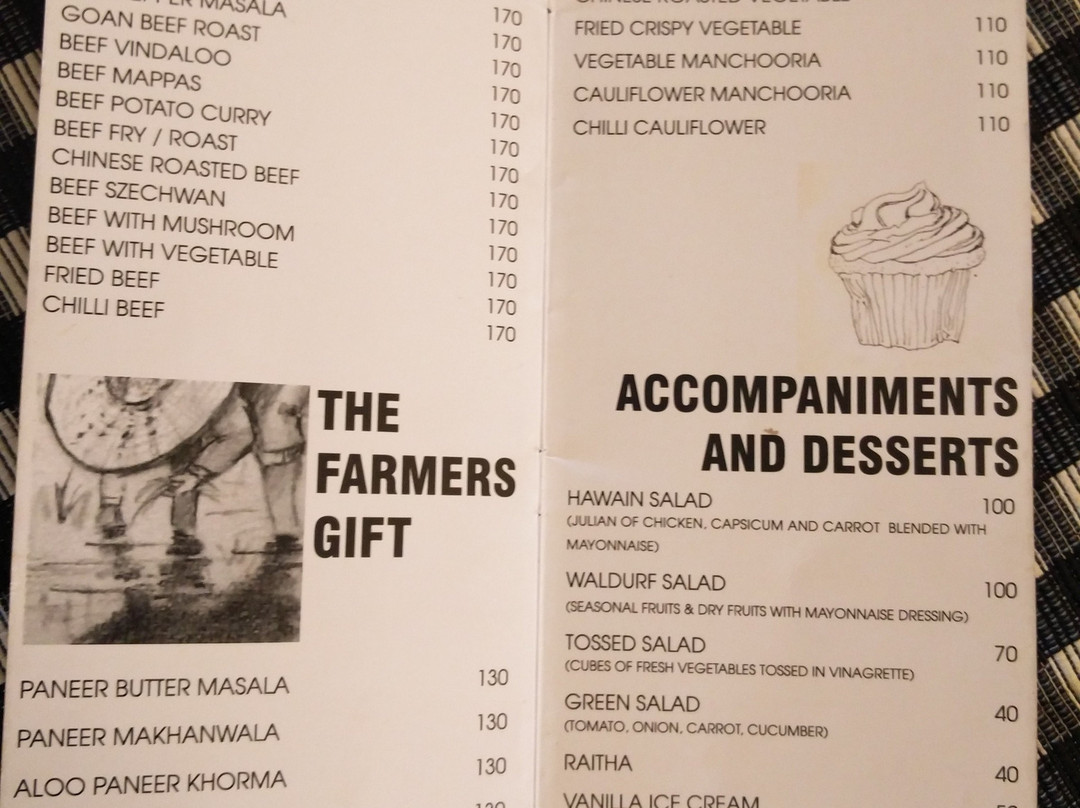 170
MASALA 170
GOAN BEEF ROAST 170
BEEF VINDALOO 170
BEEF MAPPAS 170
BEEF POTATO CURRY 170
BEEF FRY / ROAST 170
CHINESE ROASTED BEEF 170
BEEF SZECHWAN 170
BEEF WITH MUSHROOM 170
BEEF WITH VEGETABLE 170
FRIED BEEF 170
CHILLI BEEF 170
THE
FARMERS
GIFT
PANEER BUTTER MASALA 130
PANEER MAKHANWALA 130
ALOO PANEER KHORMA 130
CHINESE ROASTED VEGETABLE
FRIED CRISPY VEGETABLE 110
VEGETABLE MANCHOORIA 110
CAULIFLOWER MANCHOORIA 110
CHILLI CAULIFLOWER 110
ACCOMPANIMENTS
AND DESSERTS
HAWAIN SALAD 100
(JULIAN OF CHICKEN, CAPSICUM AND CARROT BLENDED WITH
MAYONNAISE)
WALDURF SALAD 100
(SEASONAL FRUITS & DRY FRUITS WITH MAYONNAISE DRESSING)
TOSSED SALAD 70
(CUBES OF FRESH VEGETABLES TOSSED IN VINAGRETTE)
GREEN SALAD 40
(TOMATO, ONION, CARROT, CUCUMBER)
RAITHA 40
VANILLA ICE CREAM